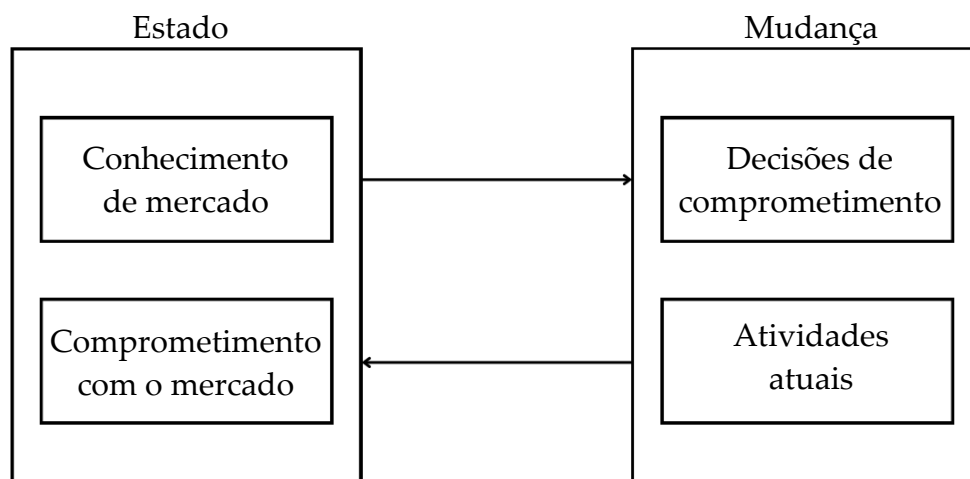 Estado
Mudança
Conhecimento
de mercado
Decisões de
comprometimento
Comprometimento
com o mercado
Atividades
atuais